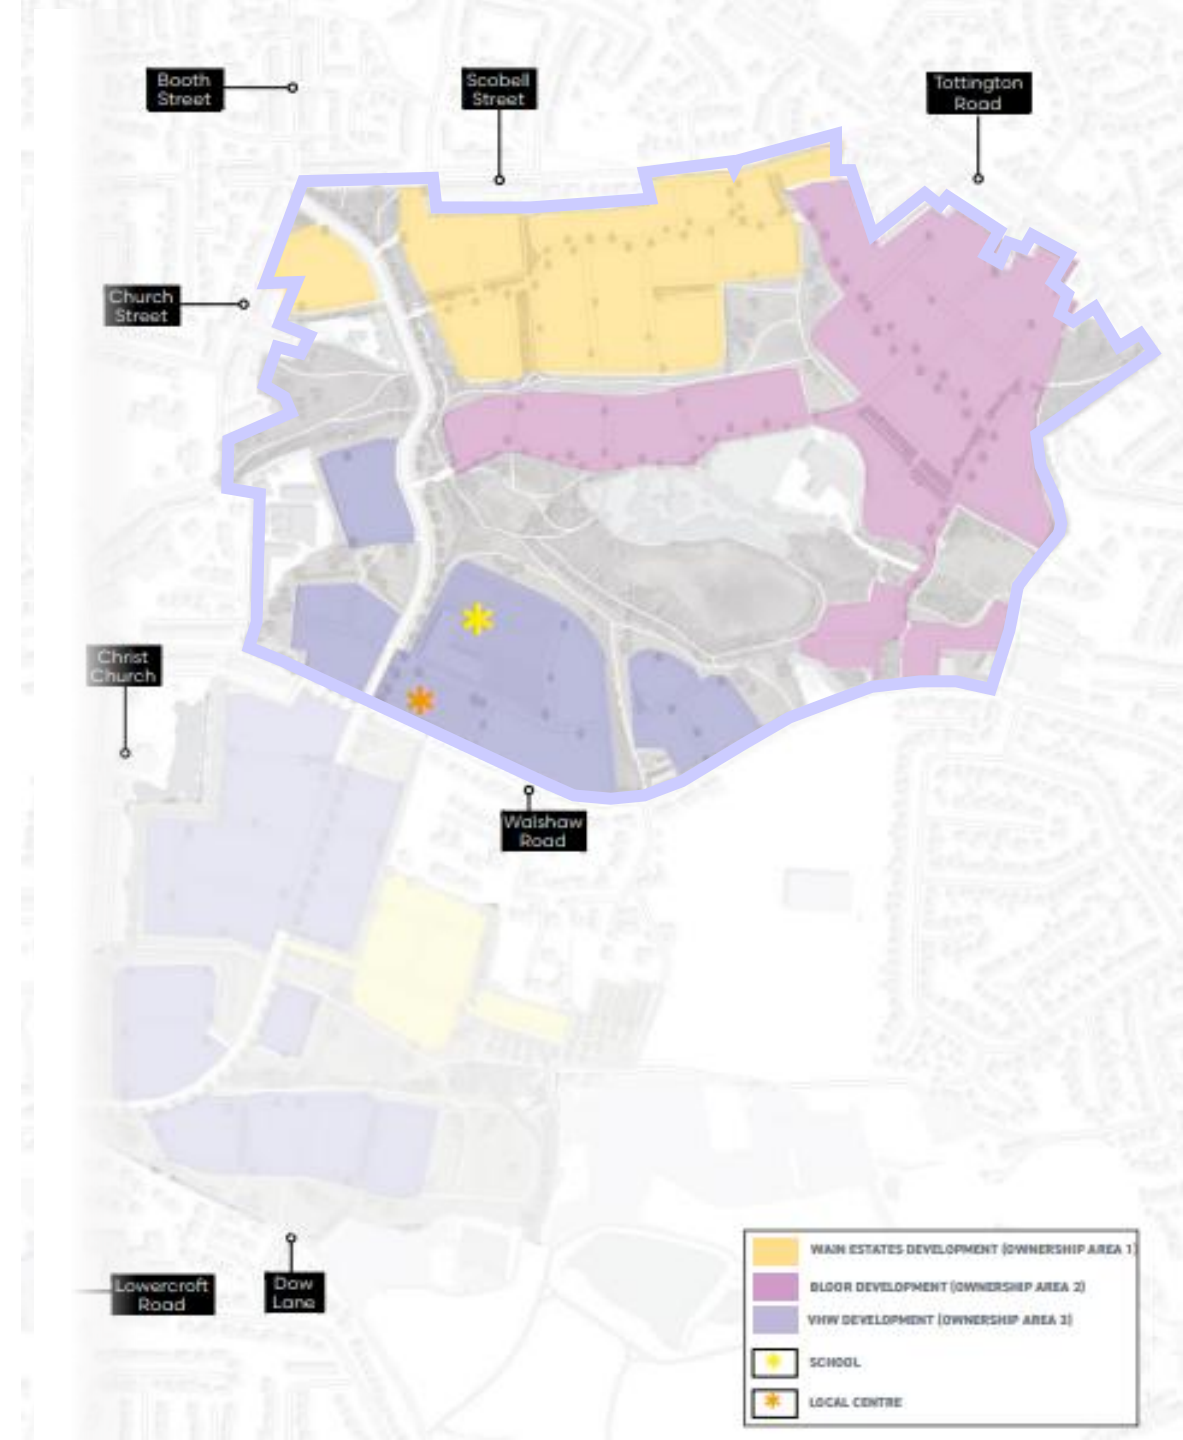 Booth
Street
Scobell
Street
Tottington
Road
Church
Street
Christ
Church
Walshaw
Road
Lowercroft
Road
Dow
Lane
WAIN ESTATES DEVELOPMENT (OWNERSHIP AREA 1)
BLOOR DEVELOPMENT (OWNERSHIP AREA 2)
VHW DEVELOPMENT (OWNERSHIP AREA 3)
SCHOOL
LOCAL CENTRE